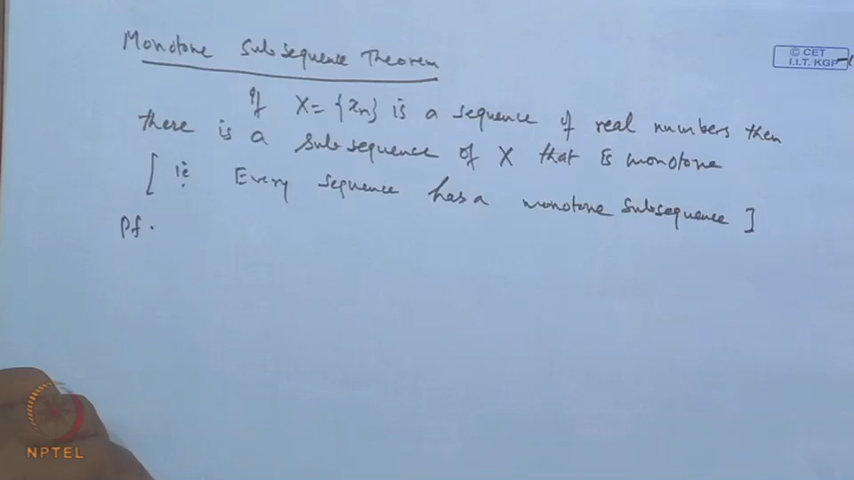 Monotone Subsequence Theorem
© CET
I.I.T. KGP
If X = {xn} is a sequence of real numbers then
there is a subsequence of X that is monotone
[ ie: Every sequence has a monotone subsequence ]
Pf.
NPTEL